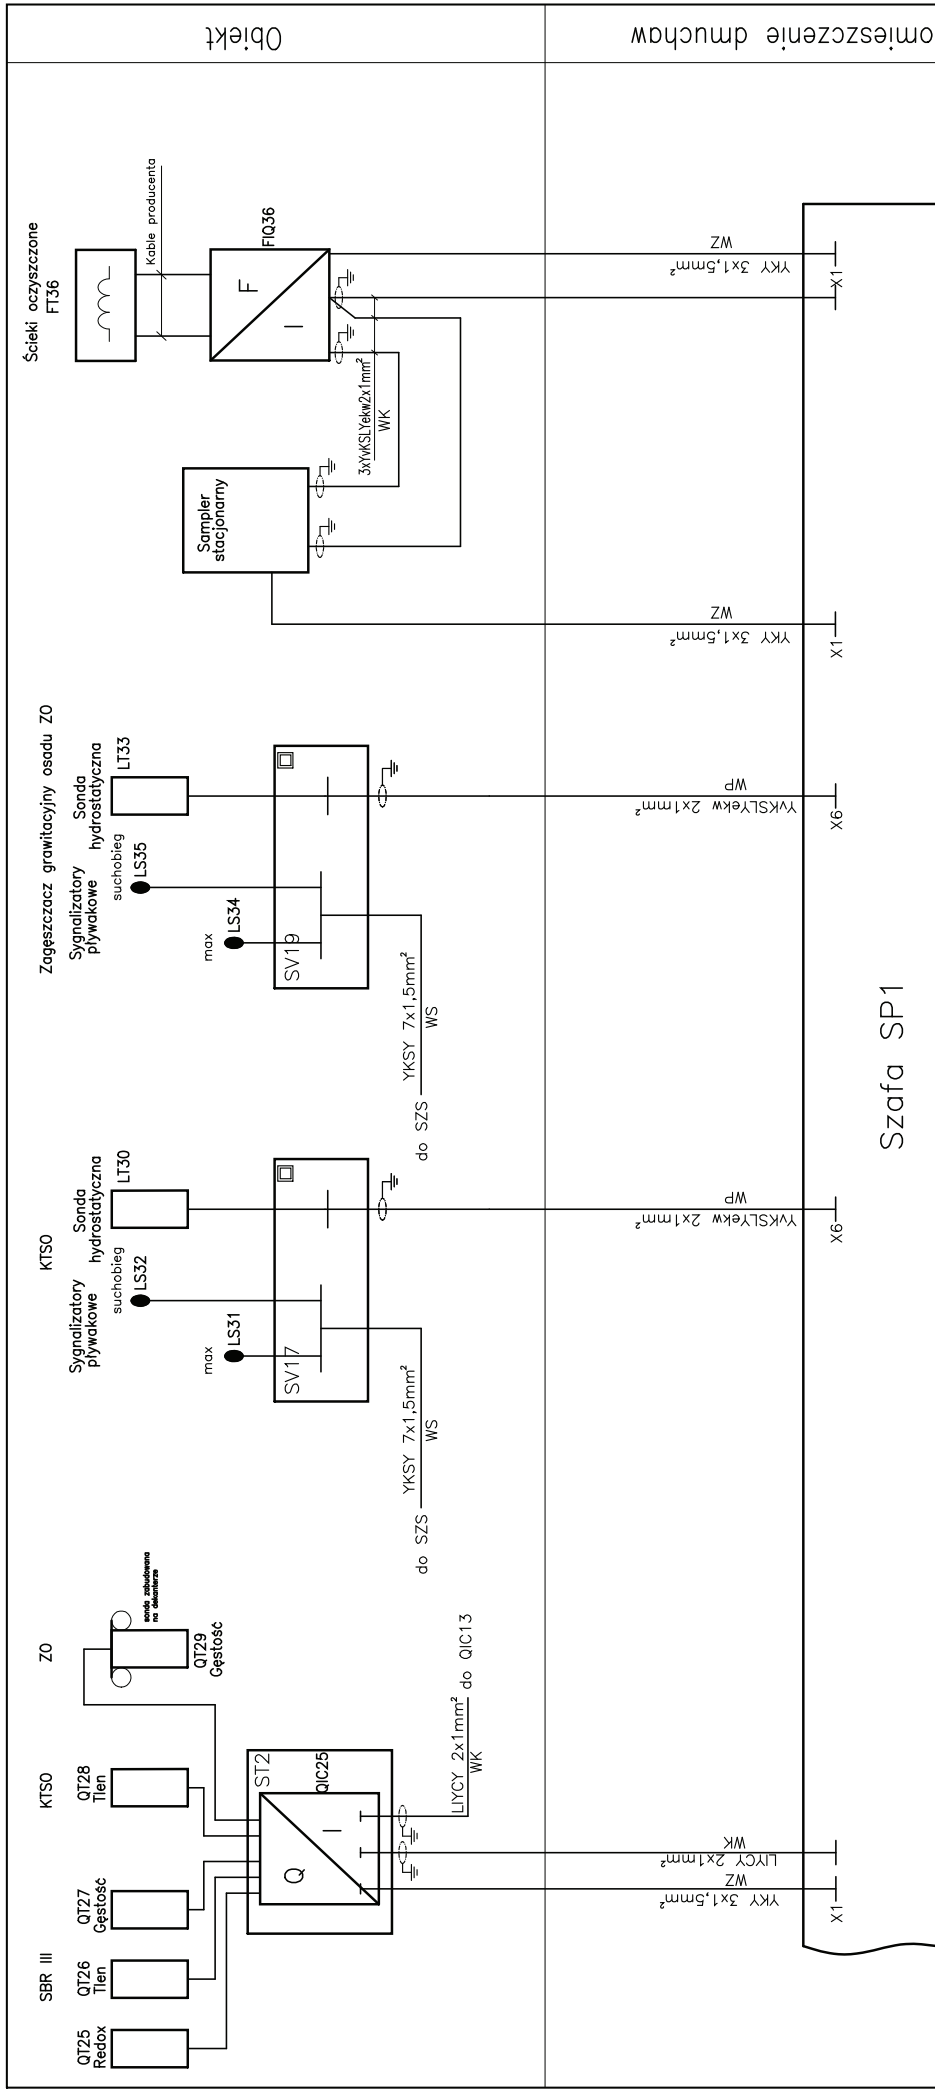 Obiekt
omieszczenie dmuchaw
SBR III
KTSO
ZO
QT25
Redox
QT26
Tlen
QT27
Gęstość
QT28
Tlen
QT29
Gęstość
sonda zabudowana
na dekanterze
ST2
QIC25
Q
I
LIYCY 2x1mm²
WK
do QIC13
YKY 3x1,5mm²
WZ
X1
LIYCY 2x1mm²
WK
KTSO
Sygnalizatory
pływakowe
Sonda
hydrostatyczna
max
LS31
suchobieg
LS32
LT30
SV17
do SZS
YKSY 7x1,5mm²
WS
YvKSLYekw 2x1mm²
WP
X6
Zagęszczacz grawitacyjny osadu ZO
Sygnalizatory
pływakowe
Sonda
hydrostatyczna
max
LS34
suchobieg
LS35
LT33
SV19
do SZS
YKSY 7x1,5mm²
WS
YvKSLYekw 2x1mm²
WP
X6
Sampler
stacjonarny
YKY 3x1,5mm²
WZ
X1
Ścieki oczyszczone
FT36
Kable producenta
FIQ36
F
I
3xYvKSLYekw2x1mm²
WK
YKY 3x1,5mm²
WZ
X1
Szafa SP1